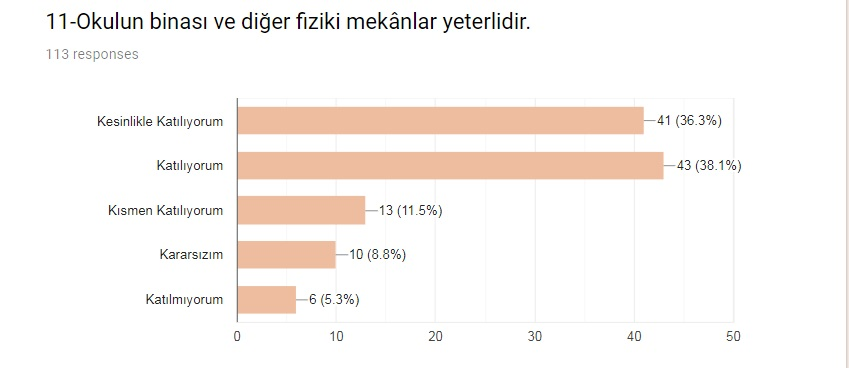 11-Okulun binası ve diğer fiziki mekânlar yeterlidir.
113 responses
Kesinlikle Katılıyorum 41 (36.3%)
Katılıyorum 43 (38.1%)
Kısmen Katılıyorum 13 (11.5%)
Kararsızım 10 (8.8%)
Katılmıyorum 6 (5.3%)
0 10 20 30 40 50